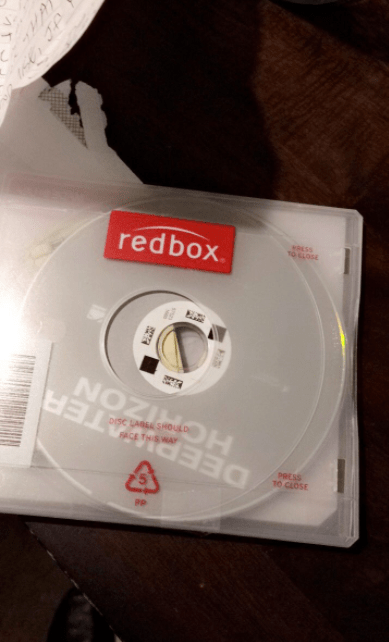 redbox
PRESS
TO CLOSE
DISC LABEL SHOULD
FACE THIS WAY
DEEPWATER
HORIZON
PRESS
TO CLOSE
5
PP